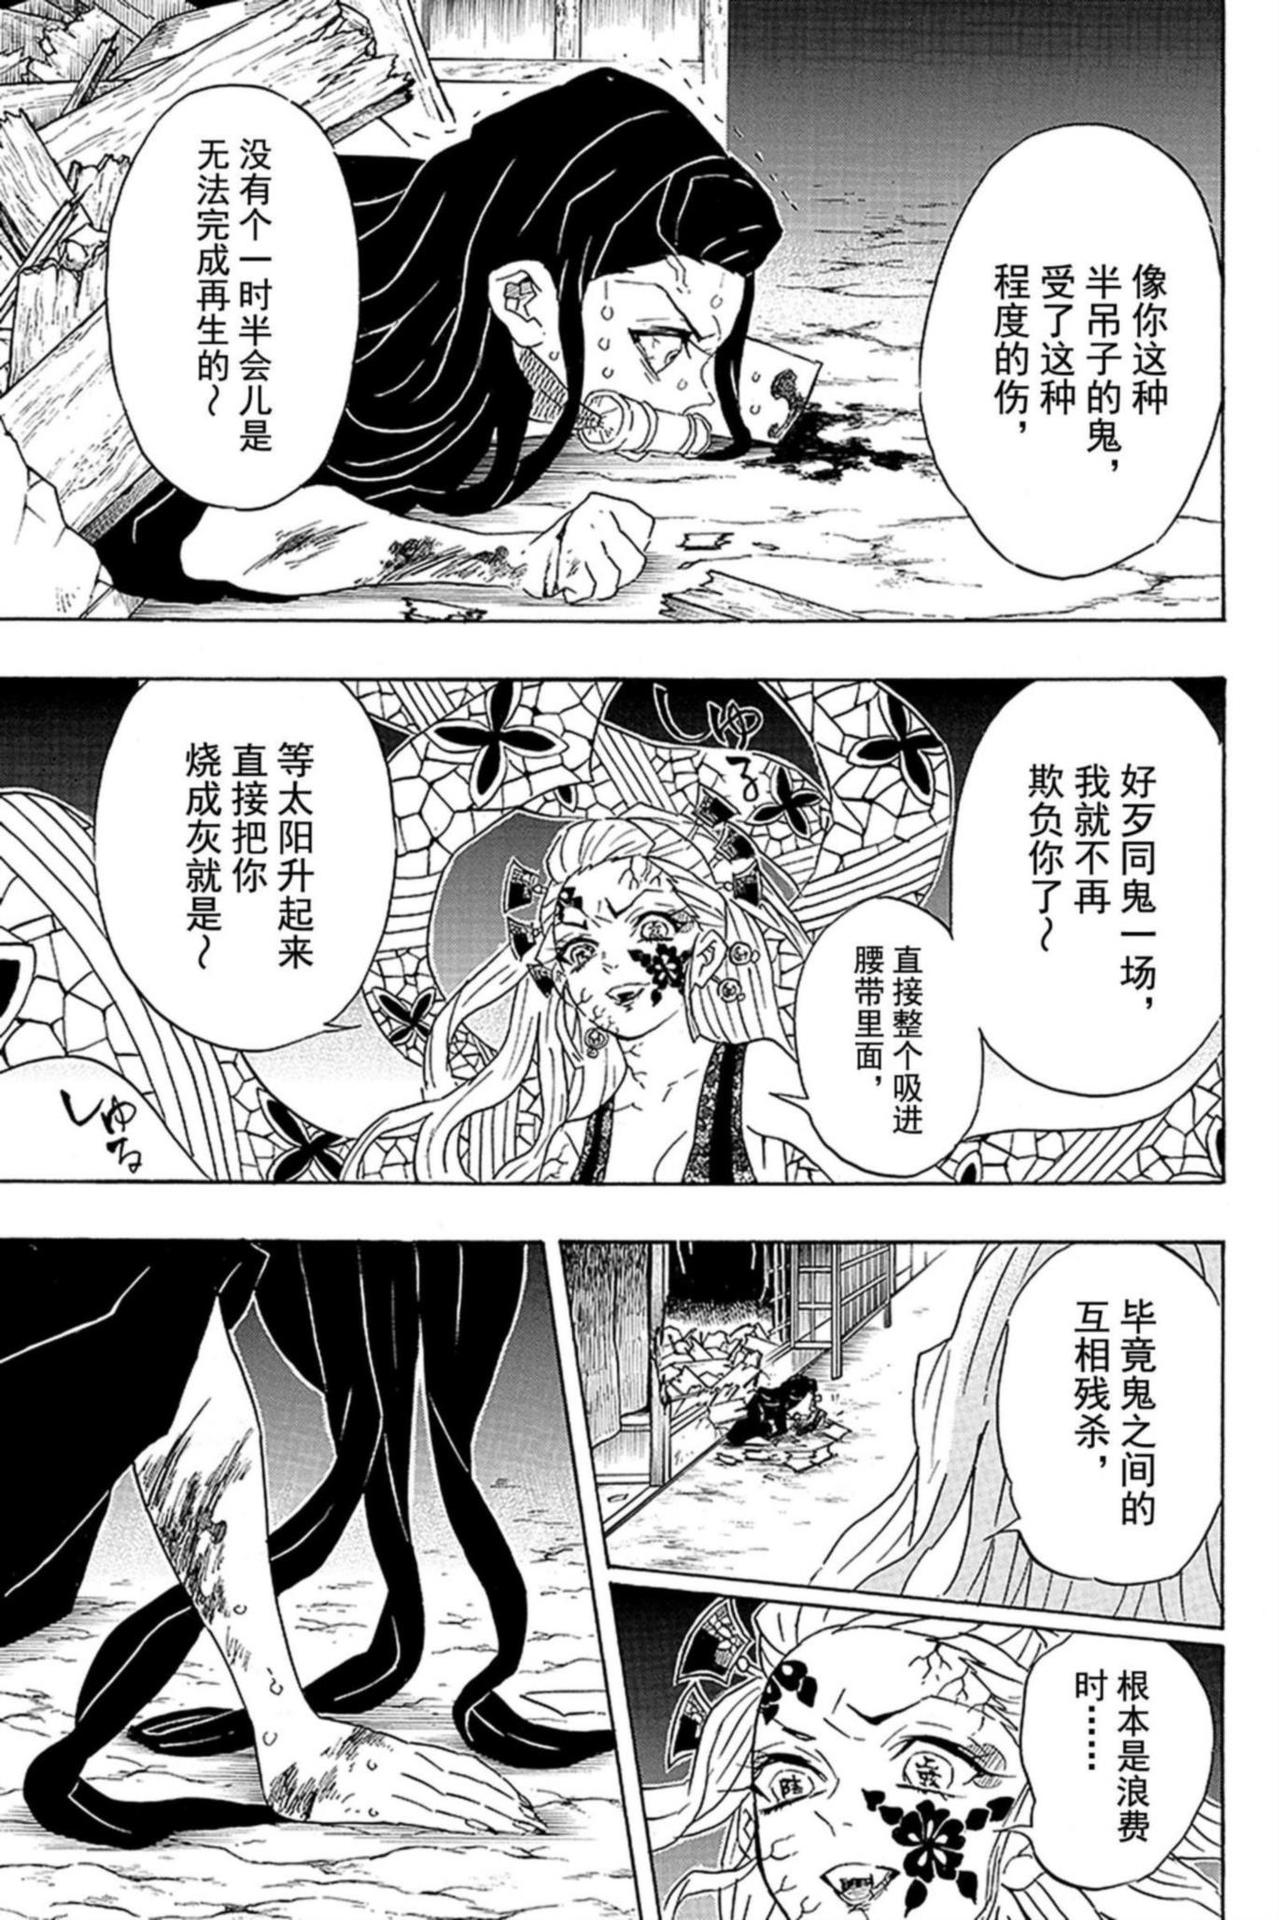 像你这种
半吊子的鬼，
受了这种
程度的伤，
没有个一时半会儿是
无法完成再生的～
好歹同鬼一场，
我就不再
欺负你了～
しゅる
直接整个吸进
腰带里面，
等太阳升起来
直接把你
烧成灰就是～
しゅる
毕竟鬼之间的
互相残杀，
根本是浪费
时……
上弦
陆